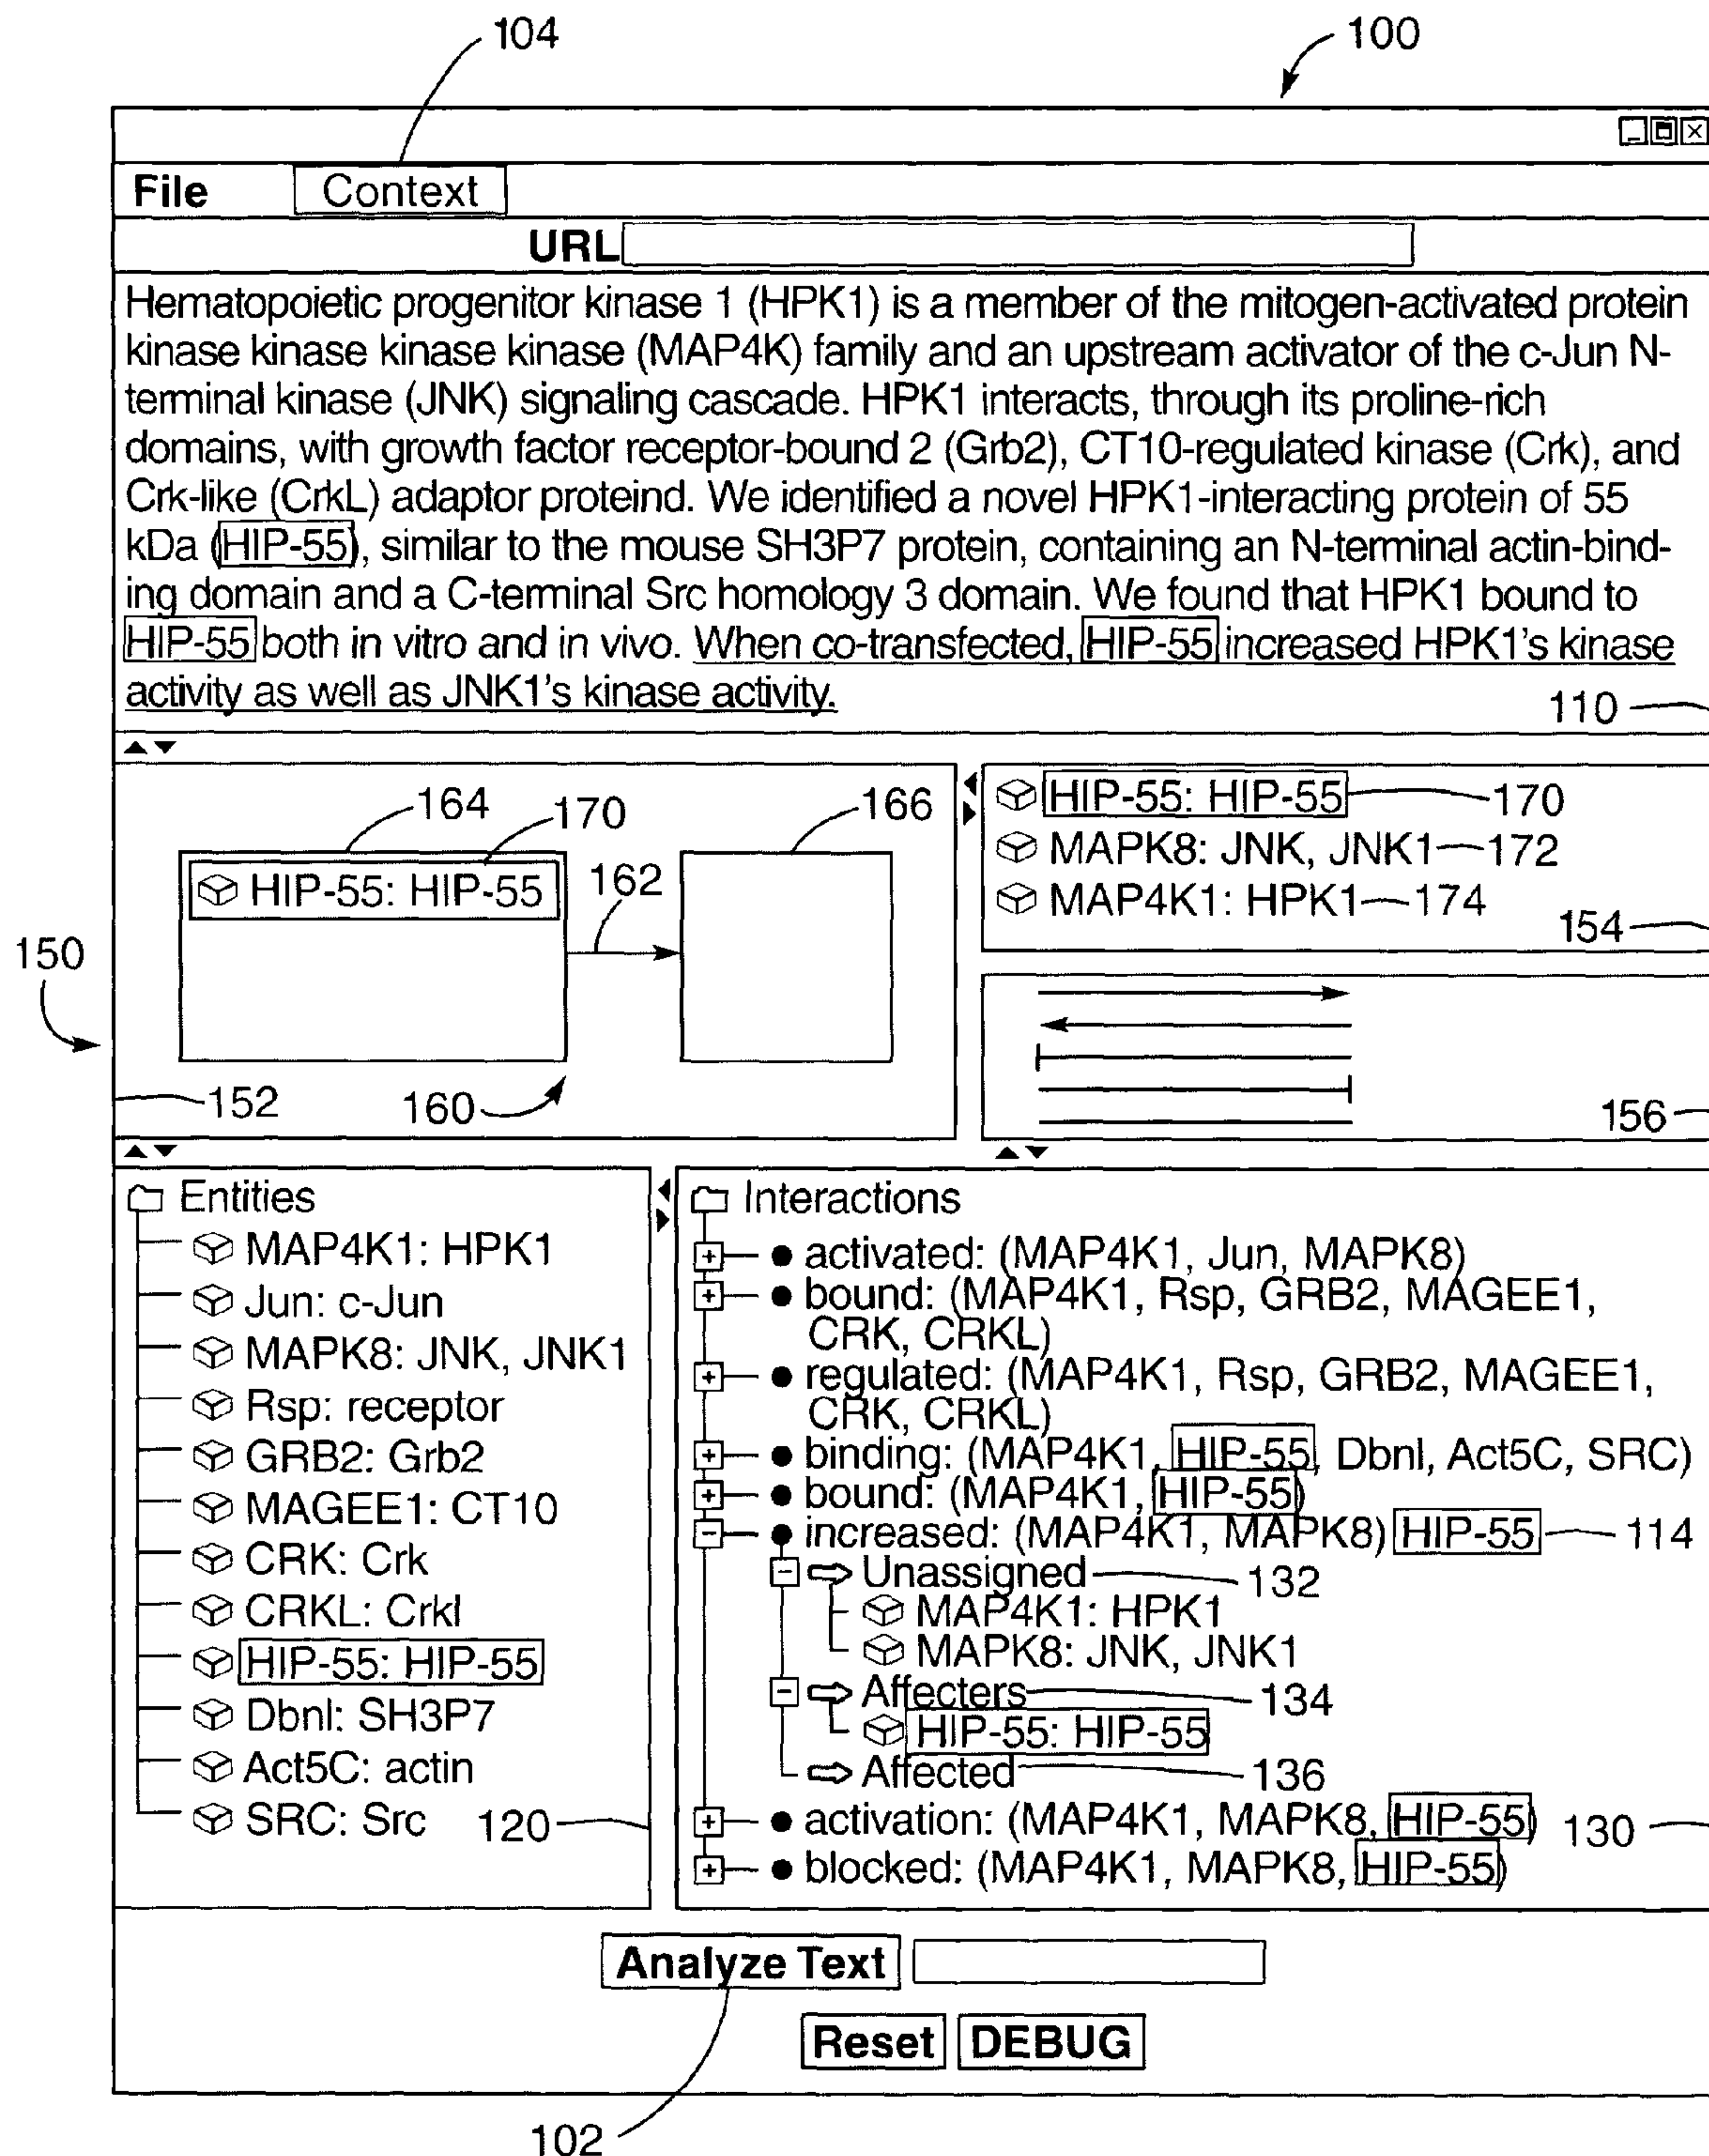 104
100
File Context
URL
Hematopoietic progenitor kinase 1 (HPK1) is a member of the mitogen-activated protein
kinase kinase kinase kinase (MAP4K) family and an upstream activator of the c-Jun N-
terminal kinase (JNK) signaling cascade. HPK1 interacts, through its proline-rich
domains, with growth factor receptor-bound 2 (Grb2), CT10-regulated kinase (Crk), and
Crk-like (CrkL) adaptor proteind. We identified a novel HPK1-interacting protein of 55
kDa (HIP-55), similar to the mouse SH3P7 protein, containing an N-terminal actin-bind-
ing domain and a C-terminal Src homology 3 domain. We found that HPK1 bound to
HIP-55 both in vitro and in vivo. When co-transfected, HIP-55 increased HPK1's kinase
activity as well as JNK1's kinase activity.
110
164
170
166
HIP-55: HIP-55
162
150
152
160
HIP-55: HIP-55 170
MAPK8: JNK, JNK1 172
MAP4K1: HPK1 174
154
156
Entities
MAP4K1: HPK1
Jun: c-Jun
MAPK8: JNK, JNK1
Rsp: receptor
GRB2: Grb2
MAGEE1: CT10
CRK: Crk
CRKL: Crkl
HIP-55: HIP-55
Dbnl: SH3P7
Act5C: actin
SRC: Src 120
Interactions
activated: (MAP4K1, Jun, MAPK8)
bound: (MAP4K1, Rsp, GRB2, MAGEE1,
CRK, CRKL)
regulated: (MAP4K1, Rsp, GRB2, MAGEE1,
CRK, CRKL)
binding: (MAP4K1, HIP-55, Dbnl, Act5C, SRC)
bound: (MAP4K1, HIP-55)
increased: (MAP4K1, MAPK8) HIP-55 114
Unassigned 132
MAP4K1: HPK1
MAPK8: JNK, JNK1
Affecters 134
HIP-55: HIP-55
Affected 136
activation: (MAP4K1, MAPK8, HIP-55) 130
blocked: (MAP4K1, MAPK8, HIP-55)
Analyze Text
Reset DEBUG
102